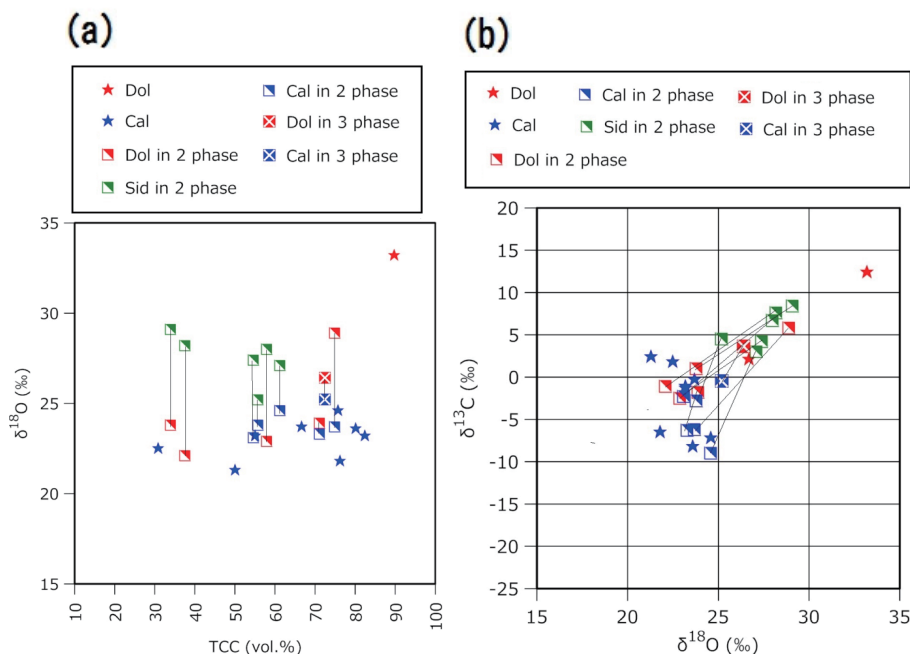 (a)
Dol
Cal in 2 phase
Cal
Dol in 3 phase
Dol in 2 phase
Cal in 3 phase
Sid in 2 phase
35
30
25
20
15
δ¹⁸O (‰)
10 20 30 40 50 60 70 80 90 100
TCC (vol.%)
(b)
Dol
Cal in 2 phase
Dol in 3 phase
Cal
Sid in 2 phase
Cal in 3 phase
Dol in 2 phase
20
15
10
5
0
-5
-10
-15
-20
-25
δ¹³C (‰)
15 20 25 30 35
δ¹⁸O (‰)